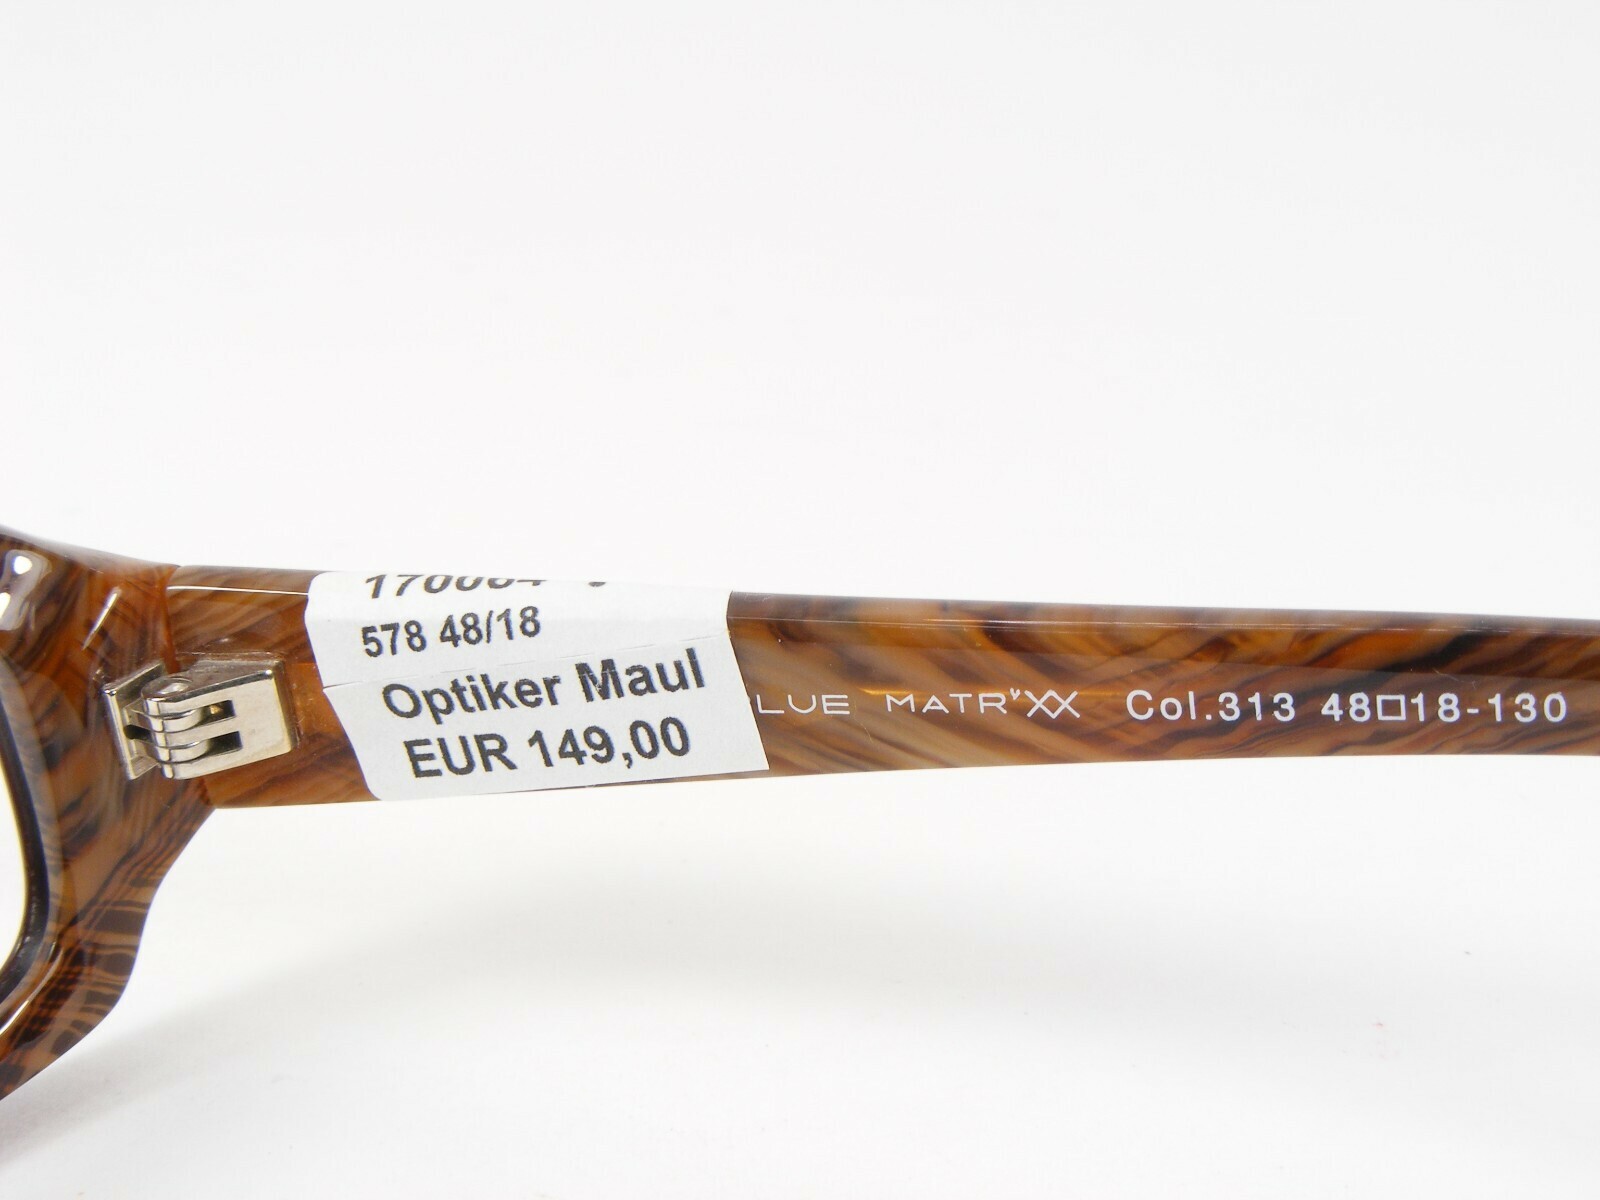 578 48/18
Optiker Maul
EUR 149,00
LUE MATR'XX Col.313 48□18-130